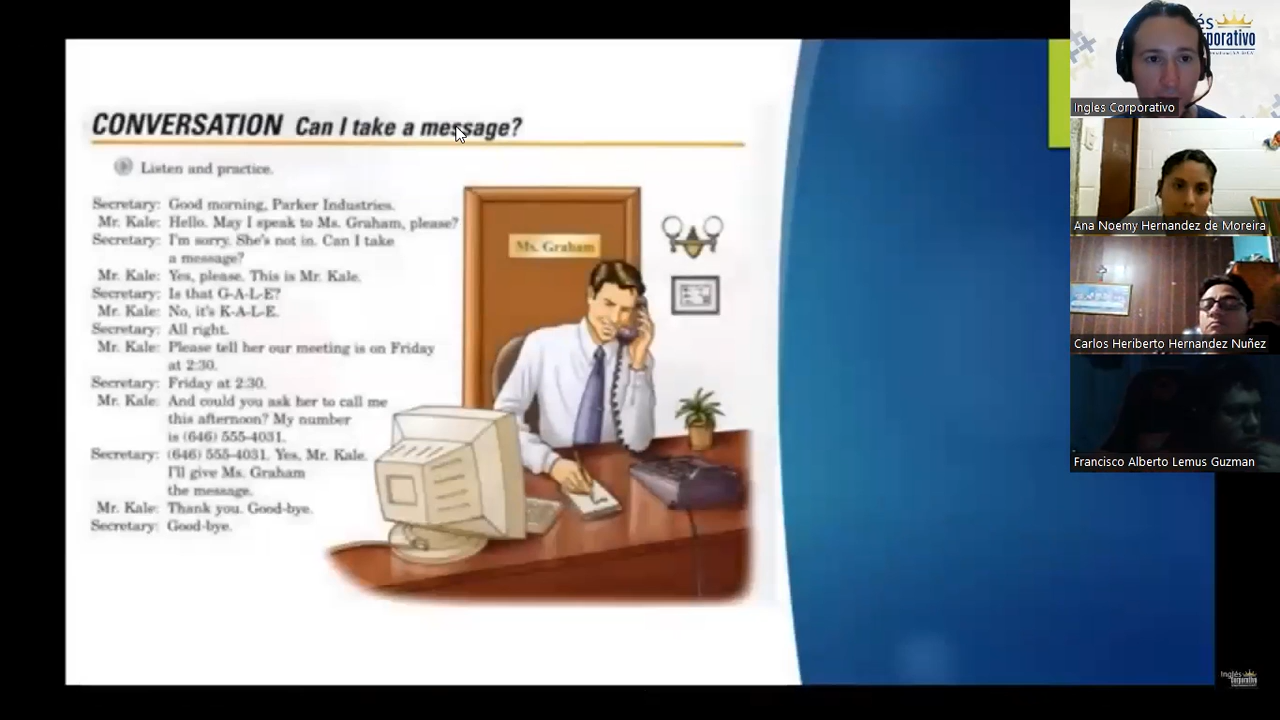 CONVERSATION Can I take a message?
Listen and practice.
Secretary: Good morning, Parker Industries.
Mr. Kale: Hello. May I speak to Ms. Graham, please?
Secretary: I'm sorry. She's not in. Can I take
a message?
Mr. Kale: Yes, please. This is Mr. Kale.
Secretary: Is that G-A-L-E?
Mr. Kale: No, it's K-A-L-E.
Secretary: All right.
Mr. Kale: Please tell her our meeting is on Friday
at 2:30.
Secretary: Friday at 2:30.
Mr. Kale: And could you ask her to call me
this afternoon? My number
is (646) 555-4031.
Secretary: (646) 555-4031. Yes, Mr. Kale.
I'll give Ms. Graham
the message.
Mr. Kale: Thank you. Good-bye.
Secretary: Good-bye.
Ms. Graham
Ingles Corporativo
Ana Noemy Hernandez de Moreira
Carlos Heriberto Hernandez Nuñez
Francisco Alberto Lemus Guzman
Inglés
Corporativo